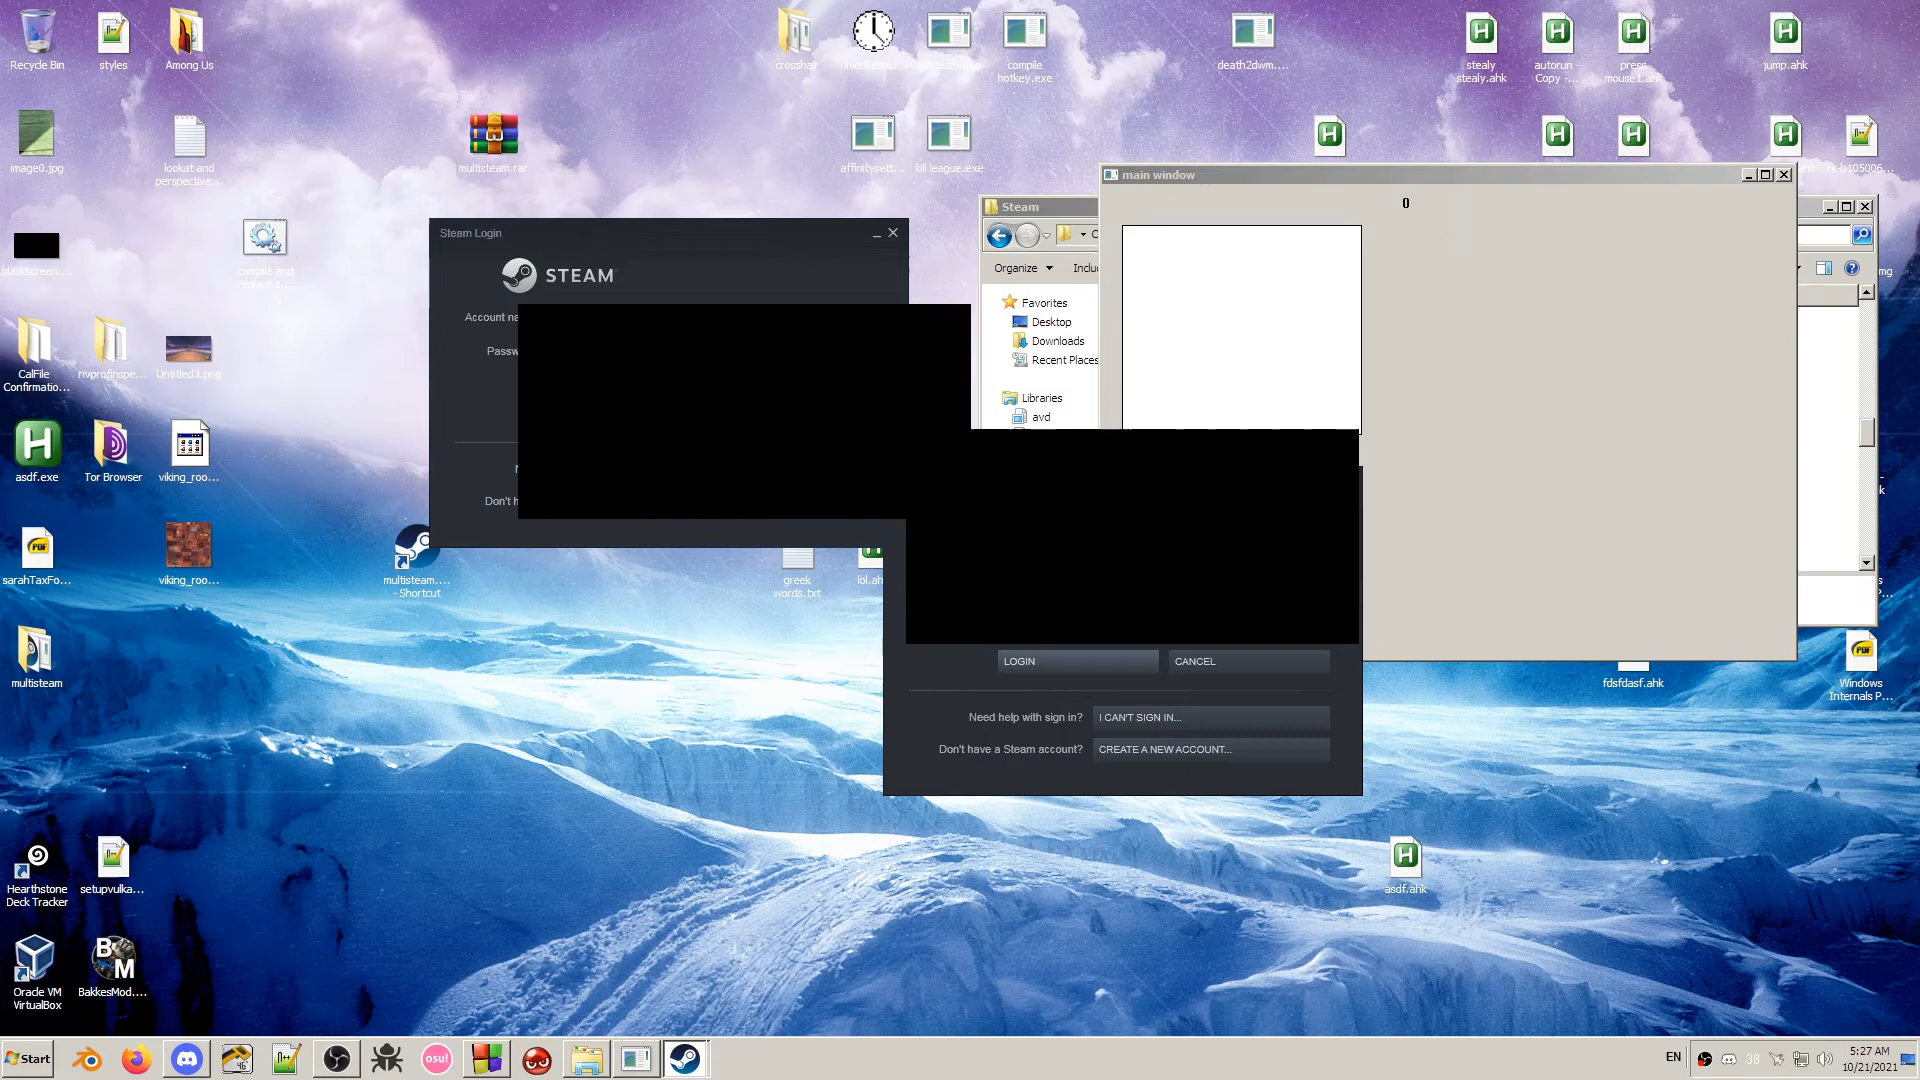 Recycle Bin
styles
Among Us
crosshair
compile
hotkey.exe
death2dwm....
stealy
stealy.ahk
autorun -
Copy -...
press
mouse1.ahk
jump.ahk
image0.jpg
lookat and
perspective...
multisteam.rar
affinitysett...
kill league.exe
rs-b105006...
main window
0
Steam
Organize
Inclu
Favorites
Desktop
Downloads
Recent Places
Libraries
avd
Steam Login
STEAM
Account na
Passw
Don't h
blackscreen....
CalFile
Confirmatio...
nvprofinspe...
Untitled3.png
asdf.exe
Tor Browser
viking_roo...
sarahTaxFo...
viking_roo...
multisteam....
- Shortcut
greek
words.txt
lol.ah
multisteam
LOGIN
CANCEL
Need help with sign in?
I CAN'T SIGN IN...
Don't have a Steam account?
CREATE A NEW ACCOUNT...
fdsfdasf.ahk
Windows
Internals P...
Hearthstone
Deck Tracker
setupvulka...
asdf.ahk
Oracle VM
VirtualBox
BakkesMod....
Start
osu!
EN
38
5:27 AM
10/21/2021